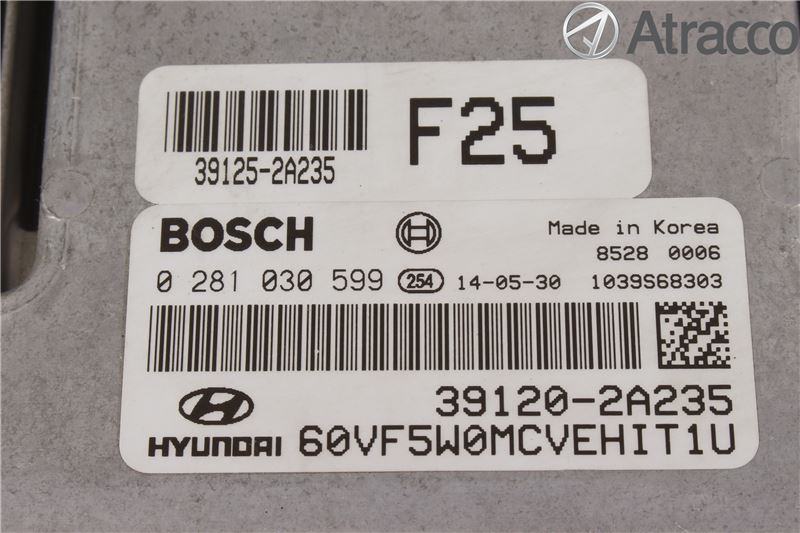 Atracco
F25
39125-2A235
BOSCH
Made in Korea
8528 0006
0 281 030 599 254 14-05-30 1039S68303
39120-2A235
HYUNDAI 60VF5W0MCVEHIT1U